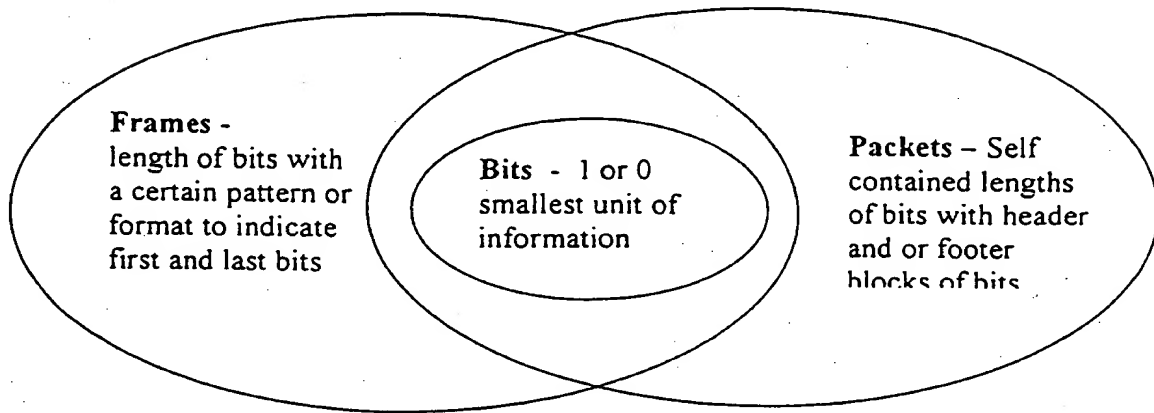 Frames -
length of bits with
a certain pattern or
format to indicate
first and last bits
Bits - 1 or 0
smallest unit of
information
Packets – Self
contained lengths
of bits with header
and or footer
blocks of bits